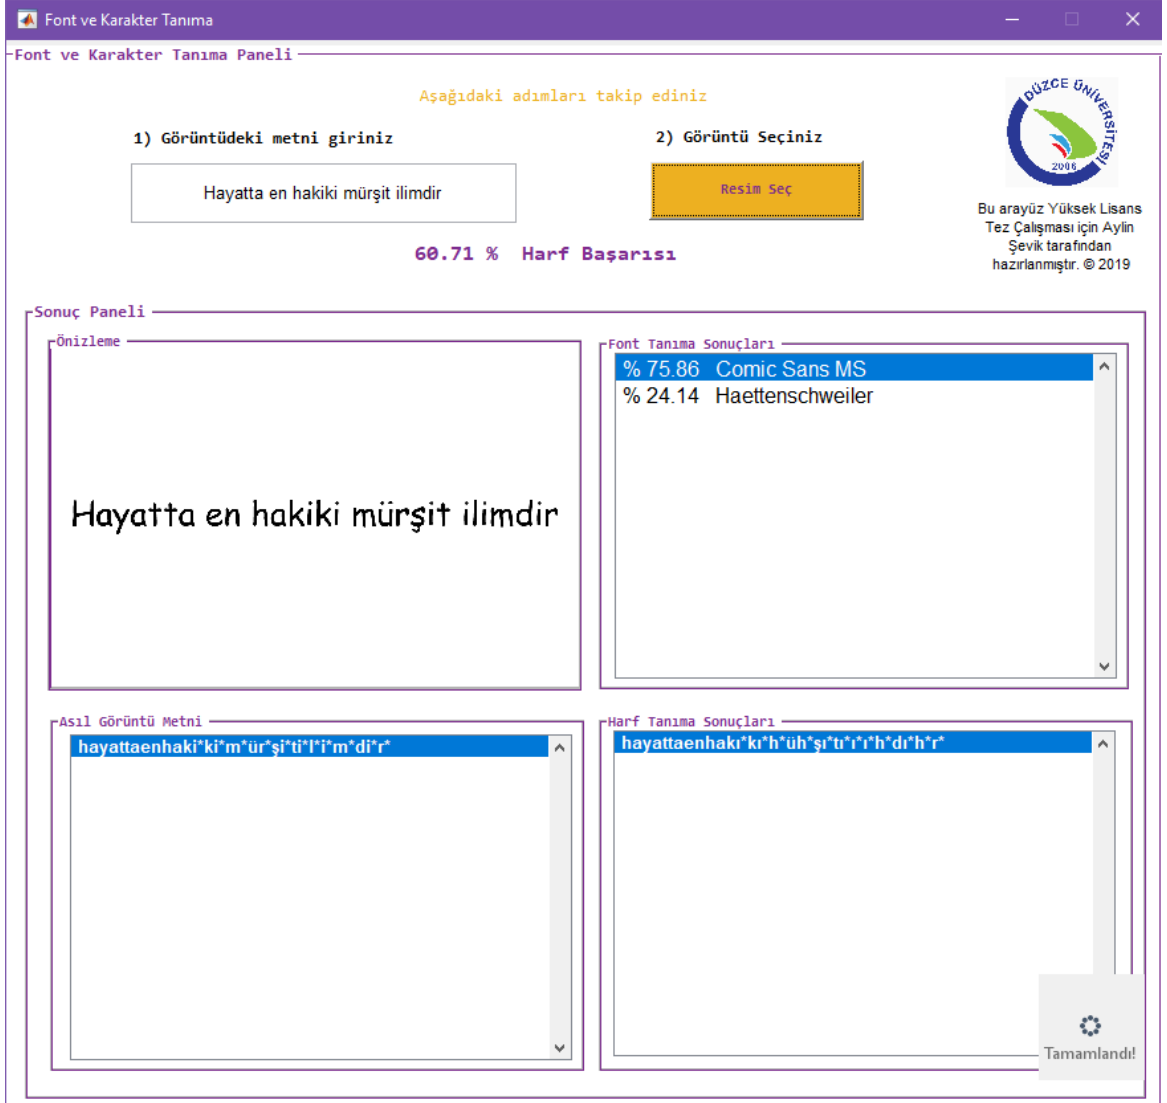 Font ve Karakter Tanıma
Font ve Karakter Tanıma Paneli
Aşağıdaki adımları takip ediniz
1) Görüntüdeki metni giriniz
2) Görüntü Seçiniz
Hayatta en hakiki mürşit ilimdir
Resim Seç
DÜZCE ÜNİVERSİTESİ
2006
Bu arayüz Yüksek Lisans
Tez Çalışması için Aylin
Şevik tarafından
hazırlanmıştır. © 2019
60.71 % Harf Başarısı
Sonuç Paneli
Önizleme
Hayatta en hakiki mürşit ilimdir
Font Tanıma Sonuçları
% 75.86 Comic Sans MS
% 24.14 Haettenschweiler
Asıl Görüntü Metni
hayattaenhaki*ki*m*ür*şi*ti*l*i*m*di*r*
Harf Tanıma Sonuçları
hayattaenhakı*kı*h*üh*şı*tı*ı*ı*h*dı*h*r*
Tamamlandı!